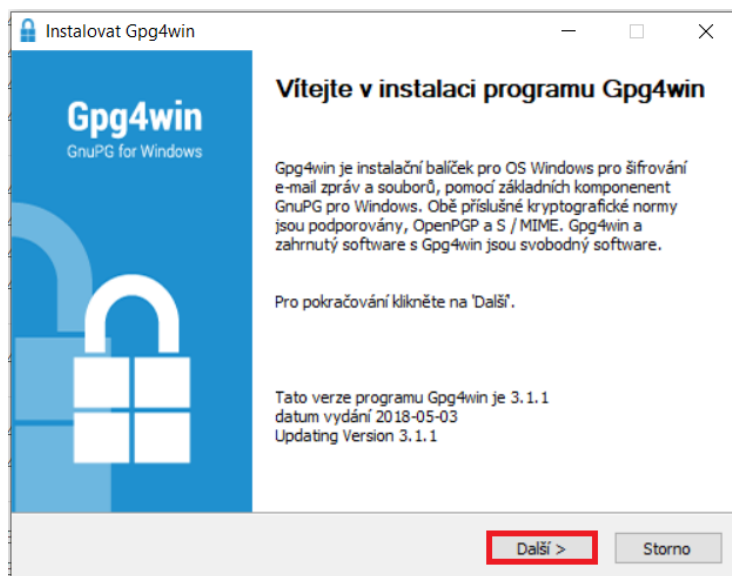 Instalovat Gpg4win
Gpg4win
GnuPG for Windows
Vítejte v instalaci programu Gpg4win
Gpg4win je instalační balíček pro OS Windows pro šifrování
e-mail zpráv a souborů, pomocí základních komponenent
GnuPG pro Windows. Obě příslušné kryptografické normy
jsou podporovány, OpenPGP a S / MIME. Gpg4win a
zahrnutý software s Gpg4win jsou svobodný software.
Pro pokračování klikněte na 'Další'.
Tato verze programu Gpg4win je 3.1.1
datum vydání 2018-05-03
Updating Version 3.1.1
Další >
Storno